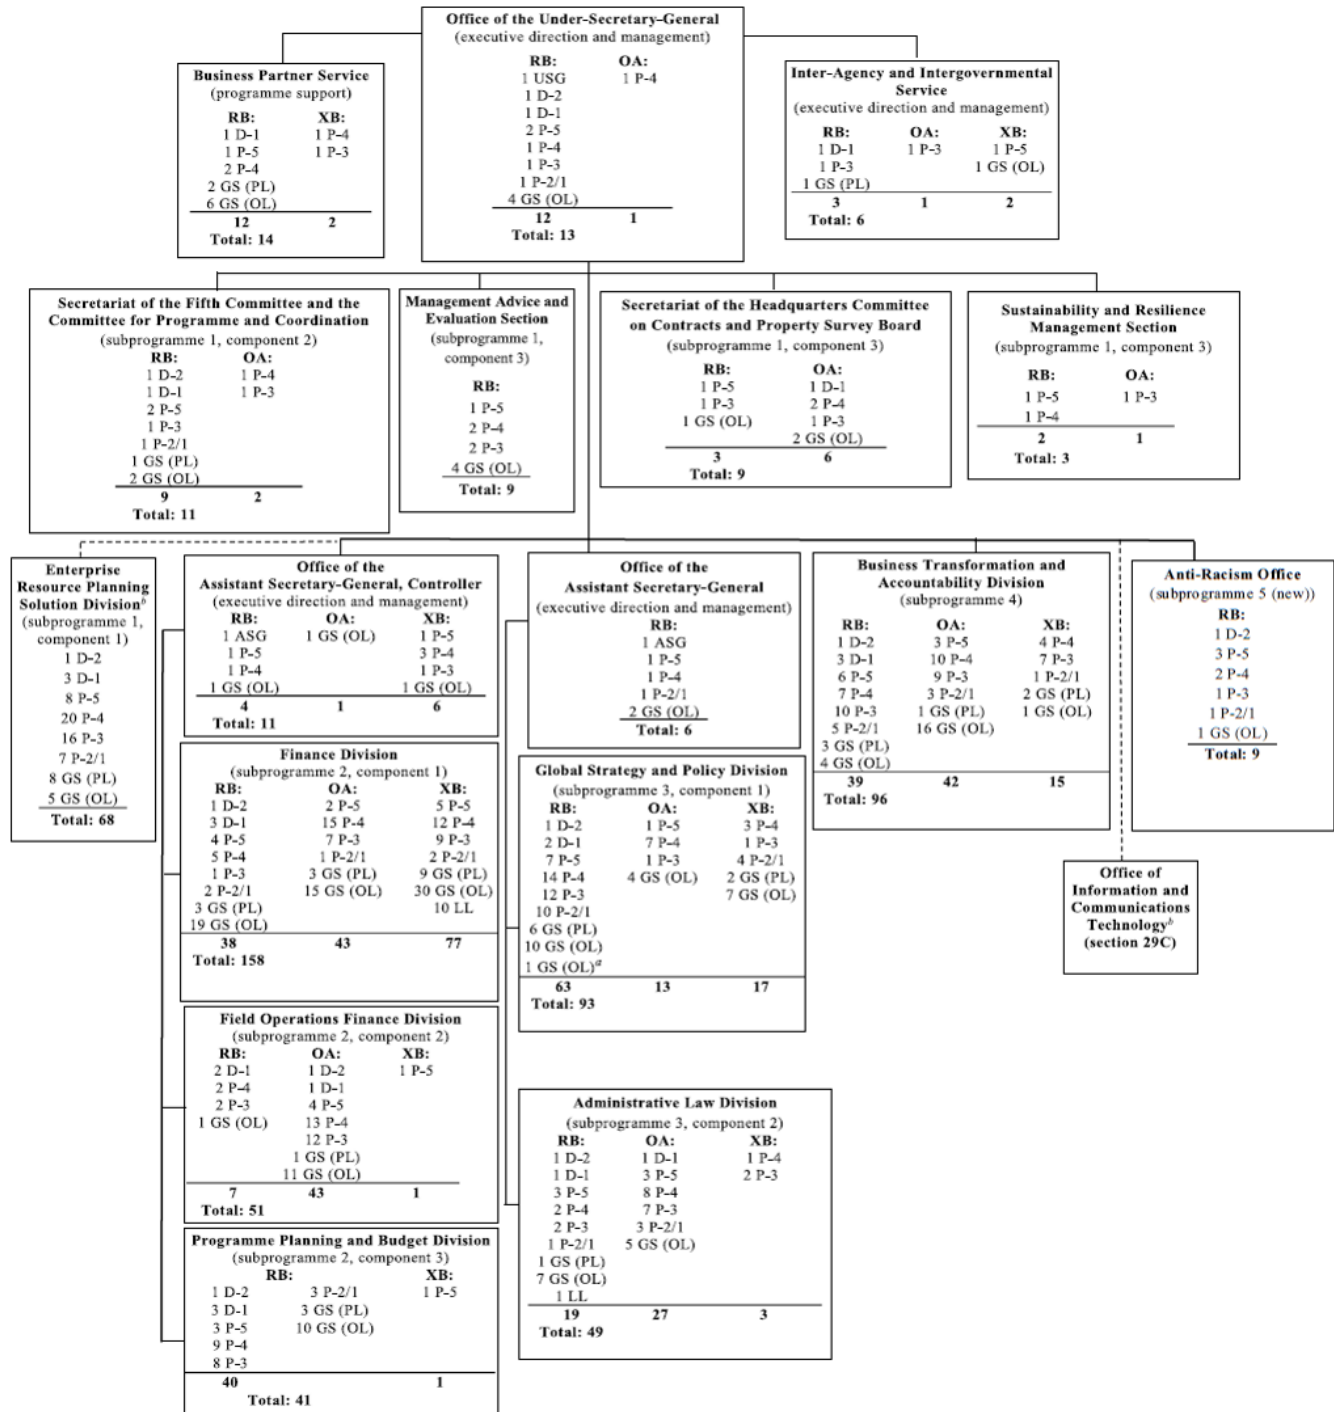 Office of the Under-Secretary-General
(executive direction and management)
RB: OA:
1 USG 1 P-4
1 D-2
1 D-1
2 P-5
1 P-4
1 P-3
1 P-2/1
4 GS (OL)
12 1
Total: 13
Business Partner Service
(programme support)
RB: XB:
1 D-1 1 P-4
1 P-5 1 P-3
2 P-4
2 GS (PL)
6 GS (OL)
12 2
Total: 14
Inter-Agency and Intergovernmental
Service
(executive direction and management)
RB: OA: XB:
1 D-1 1 P-3 1 P-5
1 P-3 1 GS (OL)
1 GS (PL)
3 1 2
Total: 6
Secretariat of the Fifth Committee and the
Committee for Programme and Coordination
(subprogramme 1, component 2)
RB: OA:
1 D-2 1 P-4
1 D-1 1 P-3
2 P-5
1 P-3
1 P-2/1
1 GS (PL)
2 GS (OL)
9 2
Total: 11
Management Advice and
Evaluation Section
(subprogramme 1,
component 3)
RB:
1 P-5
2 P-4
2 P-3
4 GS (OL)
Total: 9
Secretariat of the Headquarters Committee
on Contracts and Property Survey Board
(subprogramme 1, component 3)
RB: OA:
1 P-5 1 D-1
1 P-3 2 P-4
1 GS (OL) 1 P-3
2 GS (OL)
3 6
Total: 9
Sustainability and Resilience
Management Section
(subprogramme 1, component 3)
RB: OA:
1 P-5 1 P-3
1 P-4
2 1
Total: 3
Enterprise
Resource Planning
Solution Division b
(subprogramme 1,
component 1)
1 D-2
3 D-1
8 P-5
20 P-4
16 P-3
7 P-2/1
8 GS (PL)
5 GS (OL)
Total: 68
Office of the
Assistant Secretary-General, Controller
(executive direction and management)
RB: OA: XB:
1 ASG 1 GS (OL) 1 P-5
1 P-5 3 P-4
1 P-4 1 P-3
1 GS (OL) 1 GS (OL)
4 1 6
Total: 11
Office of the
Assistant Secretary-General
(executive direction and management)
RB:
1 ASG
1 P-5
1 P-4
1 P-2/1
2 GS (OL)
Total: 6
Business Transformation and
Accountability Division
(subprogramme 4)
RB: OA: XB:
1 D-2 3 P-5 4 P-4
3 D-1 10 P-4 7 P-3
6 P-5 9 P-3 1 P-2/1
7 P-4 3 P-2/1 2 GS (PL)
10 P-3 1 GS (PL) 1 GS (OL)
5 P-2/1 16 GS (OL)
3 GS (PL)
4 GS (OL)
39 42 15
Total: 96
Anti-Racism Office
(subprogramme 5 (new))
RB:
1 D-2
3 P-5
2 P-4
1 P-3
1 P-2/1
1 GS (OL)
Total: 9
Finance Division
(subprogramme 2, component 1)
RB: OA: XB:
1 D-2 2 P-5 5 P-5
3 D-1 15 P-4 12 P-4
4 P-5 7 P-3 9 P-3
5 P-4 1 P-2/1 2 P-2/1
1 P-3 3 GS (PL) 9 GS (PL)
2 P-2/1 15 GS (OL) 30 GS (OL)
3 GS (PL) 10 LL
19 GS (OL)
38 43 77
Total: 158
Global Strategy and Policy Division
(subprogramme 3, component 1)
RB: OA: XB:
1 D-2 1 P-5 3 P-4
2 D-1 7 P-4 1 P-3
7 P-5 1 P-3 4 P-2/1
14 P-4 4 GS (OL) 2 GS (PL)
12 P-3 7 GS (OL)
10 P-2/1
6 GS (PL)
10 GS (OL)
1 GS (OL) a
63 13 17
Total: 93
Office of
Information and
Communications
Technology b
(section 29C)
Field Operations Finance Division
(subprogramme 2, component 2)
RB: OA: XB:
2 D-1 1 D-2 1 P-5
2 P-4 1 D-1
2 P-3 4 P-5
1 GS (OL) 13 P-4
12 P-3
1 GS (PL)
11 GS (OL)
7 43 1
Total: 51
Administrative Law Division
(subprogramme 3, component 2)
RB: OA: XB:
1 D-2 1 D-1 1 P-4
1 D-1 3 P-5 2 P-3
3 P-5 8 P-4
2 P-4 7 P-3
2 P-3 3 P-2/1
1 P-2/1 5 GS (OL)
1 GS (PL)
7 GS (OL)
1 LL
19 27 3
Total: 49
Programme Planning and Budget Division
(subprogramme 2, component 3)
RB: XB:
1 D-2 3 P-2/1 1 P-5
3 D-1 3 GS (PL)
3 P-5 10 GS (OL)
9 P-4
8 P-3
40 1
Total: 41